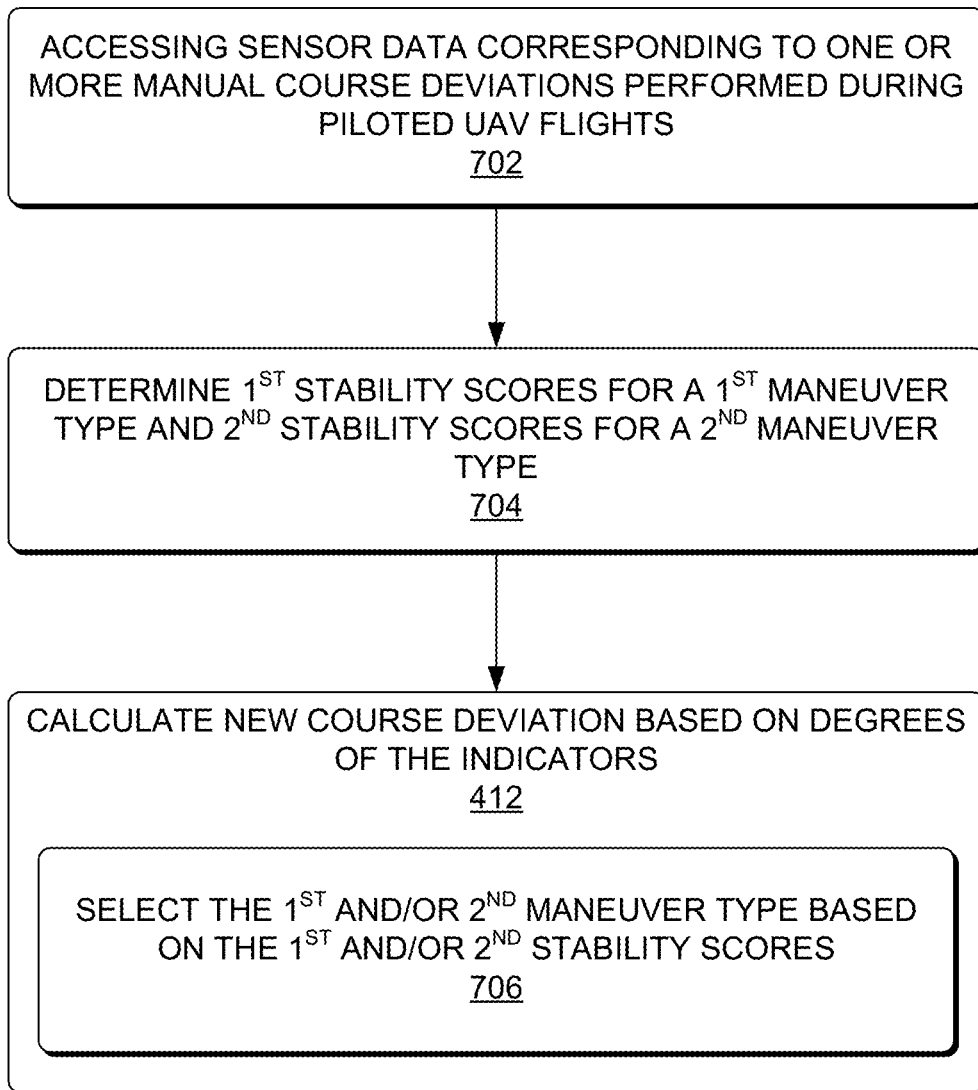 ACCESSING SENSOR DATA CORRESPONDING TO ONE OR
MORE MANUAL COURSE DEVIATIONS PERFORMED DURING
PILOTED UAV FLIGHTS
702
DETERMINE 1ST STABILITY SCORES FOR A 1ST MANEUVER
TYPE AND 2ND STABILITY SCORES FOR A 2ND MANEUVER
TYPE
704
CALCULATE NEW COURSE DEVIATION BASED ON DEGREES
OF THE INDICATORS
412
SELECT THE 1ST AND/OR 2ND MANEUVER TYPE BASED
ON THE 1ST AND/OR 2ND STABILITY SCORES
706